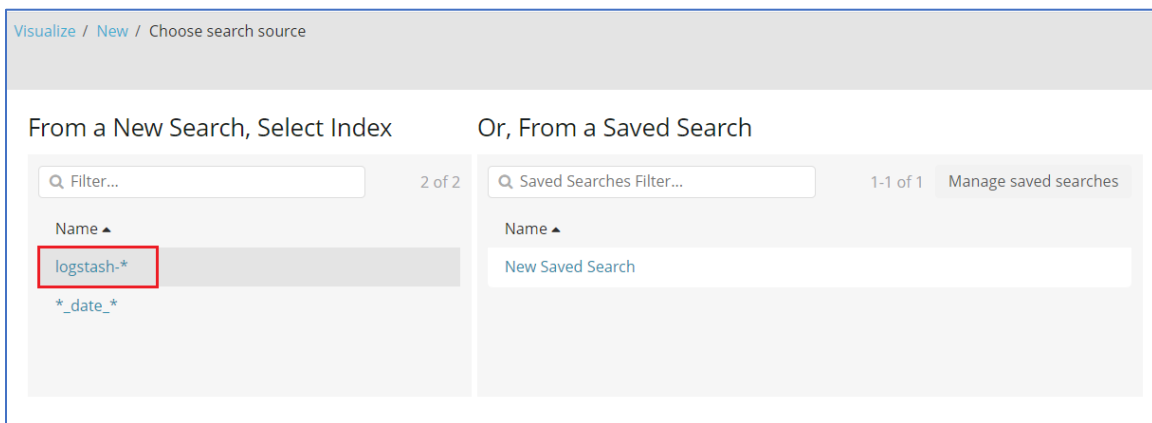 Visualize / New / Choose search source
From a New Search, Select Index
Or, From a Saved Search
Filter...
2 of 2
Saved Searches Filter...
1-1 of 1
Manage saved searches
Name
logstash-*
*_date_*
Name
New Saved Search